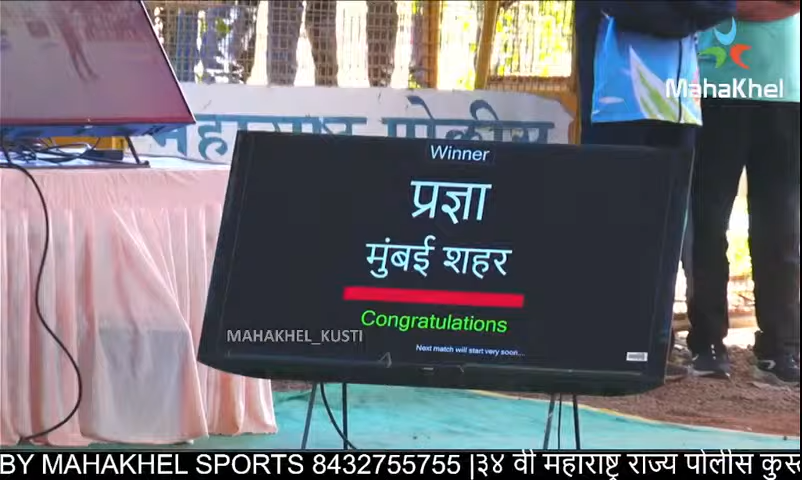 MahaKhel
महाराष्ट्र पोलीस
Winner
प्रज्ञा
मुंबई शहर
Congratulations
MAHAKHEL_KUSTI
Next match will start very soon...
BY MAHAKHEL SPORTS 8432755755 |३४ वी महाराष्ट्र राज्य पोलीस